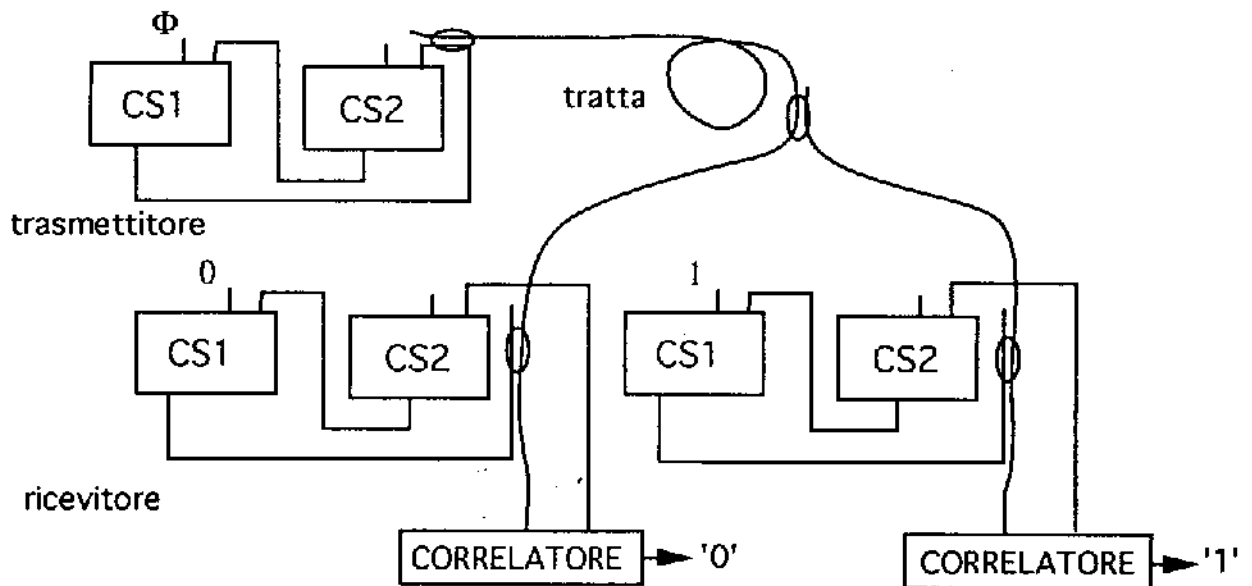 Φ
CS1
CS2
tratta
trasmettitore
0
1
CS1
CS2
CS1
CS2
ricevitore
CORRELATORE
'0'
CORRELATORE
'1'